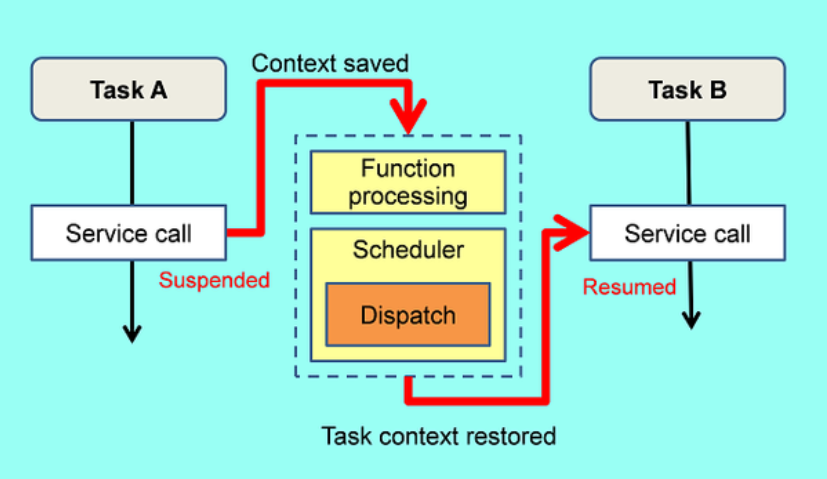 Context saved
Task A
Task B
Function
processing
Service call
Scheduler
Service call
Suspended
Resumed
Dispatch
Task context restored